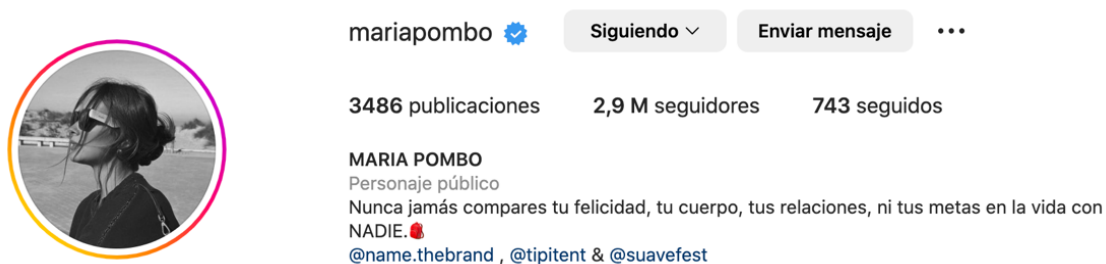 mariapombo Siguiendo Enviar mensaje
3486 publicaciones 2,9 M seguidores 743 seguidos
MARIA POMBO
Personaje público
Nunca jamás compares tu felicidad, tu cuerpo, tus relaciones, ni tus metas en la vida con
NADIE.🎒
@name.thebrand , @tipitent & @suavefest